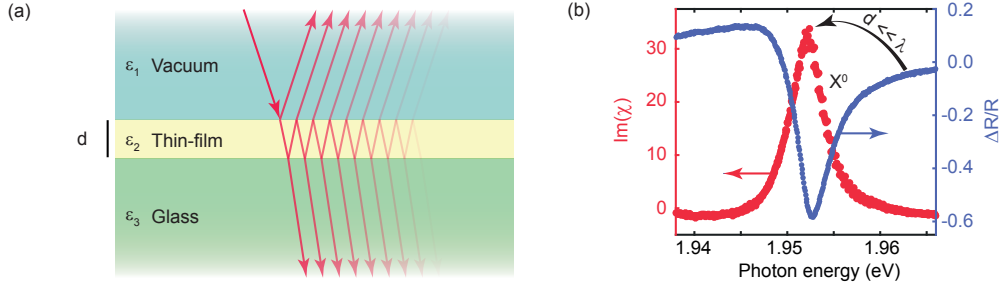 (a)
ε₁ Vacuum
d
ε₂ Thin-film
ε₃ Glass
(b)
Im(χ)
30
20
10
0
1.94
1.95
1.96
Photon energy (eV)
d << λ
X⁰
0.2
0.0
-0.2
-0.4
-0.6
ΔR/R